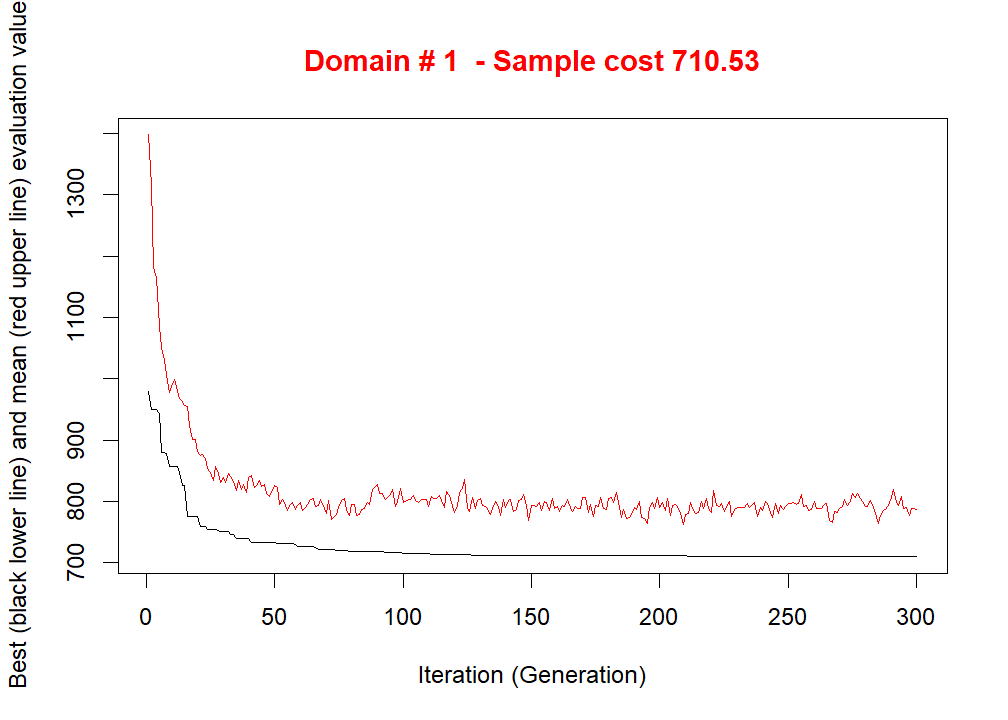 Domain # 1  - Sample cost 710.53
Best (black lower line) and mean (red upper line) evaluation value
1300
1100
900
800
700
0 50 100 150 200 250 300
Iteration (Generation)